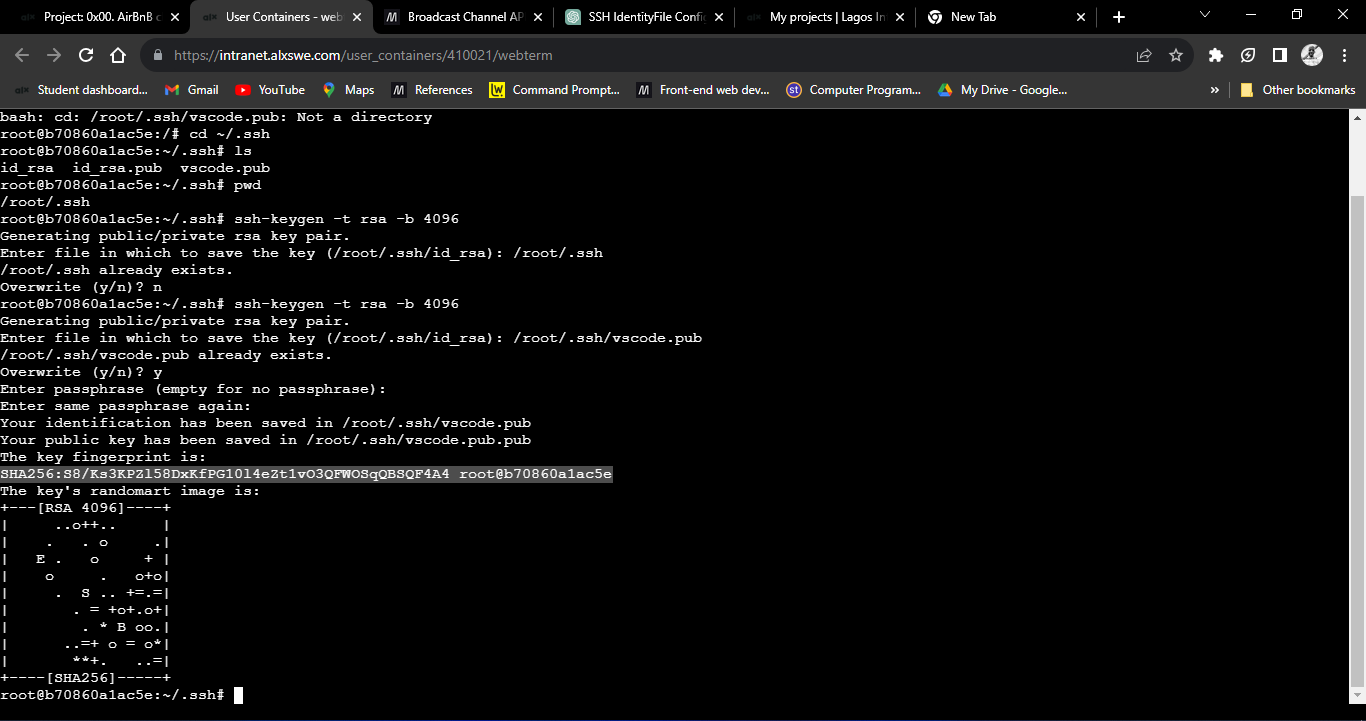 Project: 0x00. AirBnB c
User Containers - web
Broadcast Channel AP
SSH IdentityFile Config
My projects | Lagos In
New Tab
https://intranet.alxswe.com/user_containers/410021/webterm
Student dashboard...
Gmail
YouTube
Maps
References
Command Prompt...
Front-end web dev...
Computer Program...
My Drive - Google...
»
Other bookmarks
bash: cd: /root/.ssh/vscode.pub: Not a directory
root@b70860a1ac5e:/# cd ~/.ssh
root@b70860a1ac5e:~/.ssh# ls
id_rsa  id_rsa.pub  vscode.pub
root@b70860a1ac5e:~/.ssh# pwd
/root/.ssh
root@b70860a1ac5e:~/.ssh# ssh-keygen -t rsa -b 4096
Generating public/private rsa key pair.
Enter file in which to save the key (/root/.ssh/id_rsa): /root/.ssh
/root/.ssh already exists.
Overwrite (y/n)? n
root@b70860a1ac5e:~/.ssh# ssh-keygen -t rsa -b 4096
Generating public/private rsa key pair.
Enter file in which to save the key (/root/.ssh/id_rsa): /root/.ssh/vscode.pub
/root/.ssh/vscode.pub already exists.
Overwrite (y/n)? y
Enter passphrase (empty for no passphrase):
Enter same passphrase again:
Your identification has been saved in /root/.ssh/vscode.pub
Your public key has been saved in /root/.ssh/vscode.pub.pub
The key fingerprint is:
SHA256:S8/Ks3KPZl58DxKfPG10l4eZt1vO3QFWOSqQBSQF4A4 root@b70860a1ac5e
The key's randomart image is:
+---[RSA 4096]----+
|     ..o++..     |
|    .   . o     .|
|   E .   o     + |
|    o     .   o+o|
|     .  S .. +=.=|
|       . = +o+.o+|
|        . * B oo.|
|      ..=+ o = o*|
|       **+.   ..=|
+----[SHA256]-----+
root@b70860a1ac5e:~/.ssh#